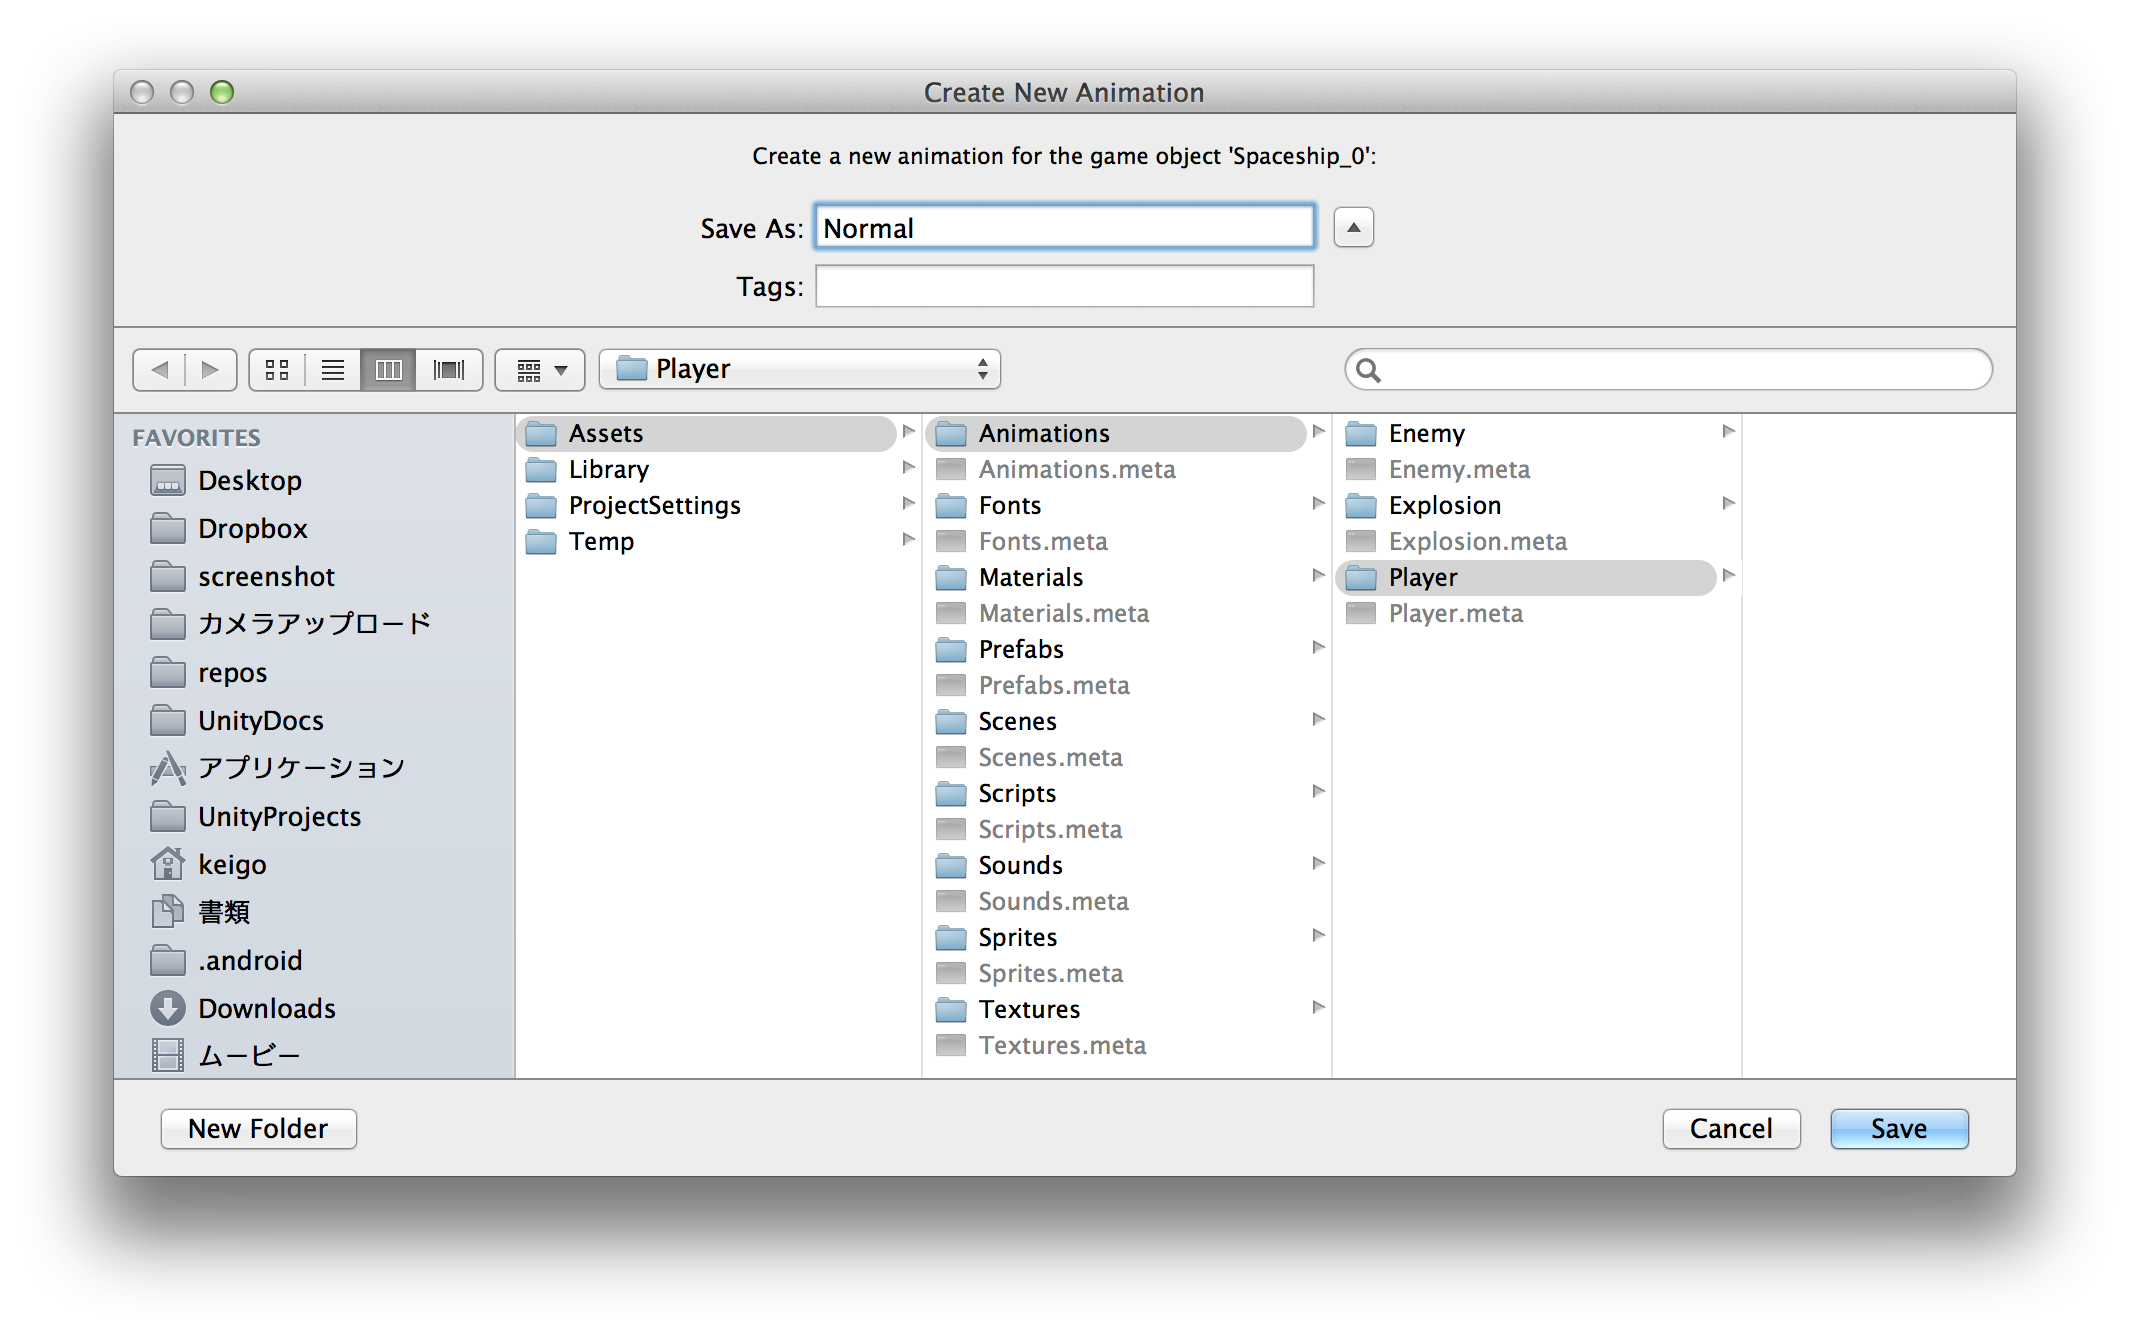 Create New Animation
Create a new animation for the game object 'Spaceship_0':
Save As: Normal
Tags:
Player
FAVORITES
Desktop
Dropbox
screenshot
カメラアップロード
repos
UnityDocs
アプリケーション
UnityProjects
keigo
書類
.android
Downloads
ムービー
Assets
Library
ProjectSettings
Temp
Animations
Animations.meta
Fonts
Fonts.meta
Materials
Materials.meta
Prefabs
Prefabs.meta
Scenes
Scenes.meta
Scripts
Scripts.meta
Sounds
Sounds.meta
Sprites
Sprites.meta
Textures
Textures.meta
Enemy
Enemy.meta
Explosion
Explosion.meta
Player
Player.meta
New Folder
Cancel
Save